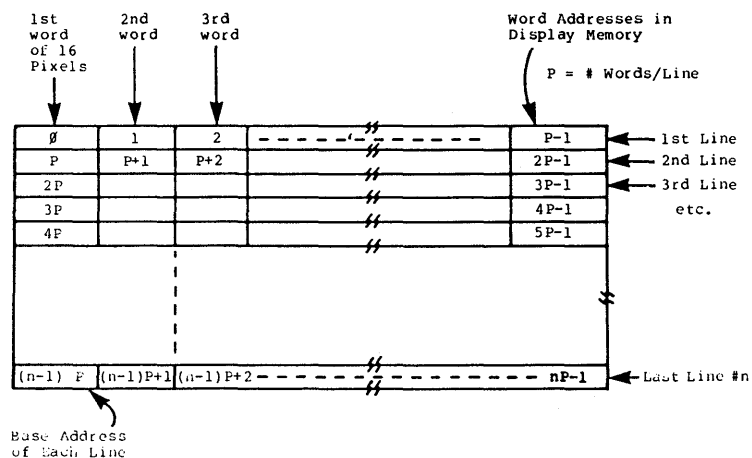 1st word of 16 Pixels
2nd word
3rd word
Word Addresses in Display Memory
P = # Words/Line
Ø 1 2 P-1 1st Line
P P+1 P+2 2P-1 2nd Line
2P 3P-1 3rd Line
3P 4P-1 etc.
4P 5P-1
(n-1) P (n-1)P+1 (n-1)P+2 nP-1 Last Line #n
Base Address
of Each Line